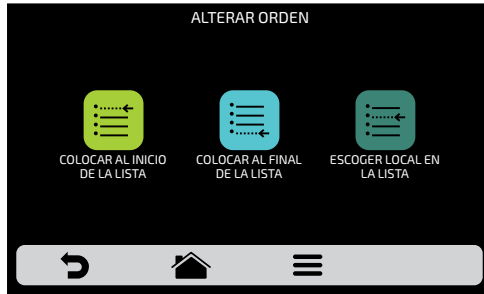 ALTERAR ORDEN
COLOCAR AL INICIO
DE LA LISTA
COLOCAR AL FINAL
DE LA LISTA
ESCOGER LOCAL EN
LA LISTA